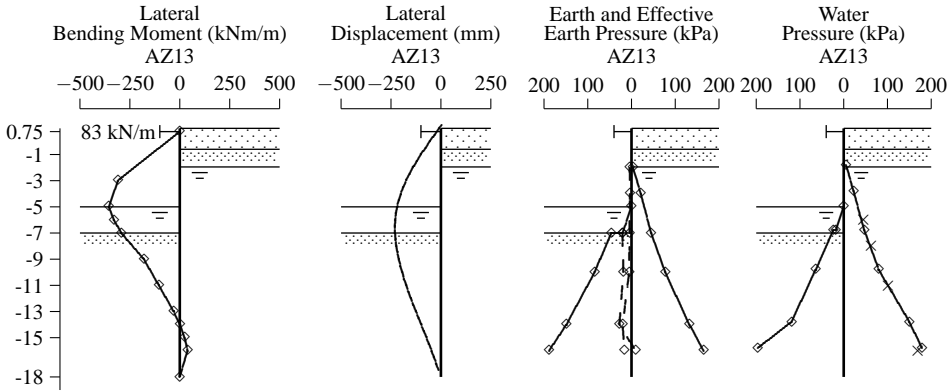 Lateral
Bending Moment (kNm/m)
AZ13
−500 −250 0 250 500
Lateral
Displacement (mm)
AZ13
−500 −250 0 250
Earth and Effective
Earth Pressure (kPa)
AZ13
200 100 0 100 200
Water
Pressure (kPa)
AZ13
200 100 0 100 200
0.75
83 kN/m
-1
-3
-5
-7
-9
-11
-13
-15
-18